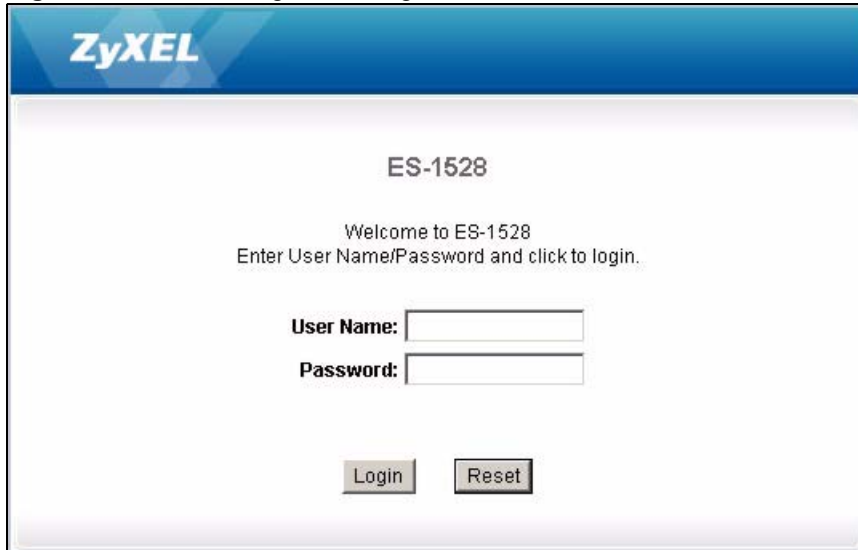 ZyXEL
ES-1528
Welcome to ES-1528
Enter User Name/Password and click to login.
User Name:
Password:
Login Reset